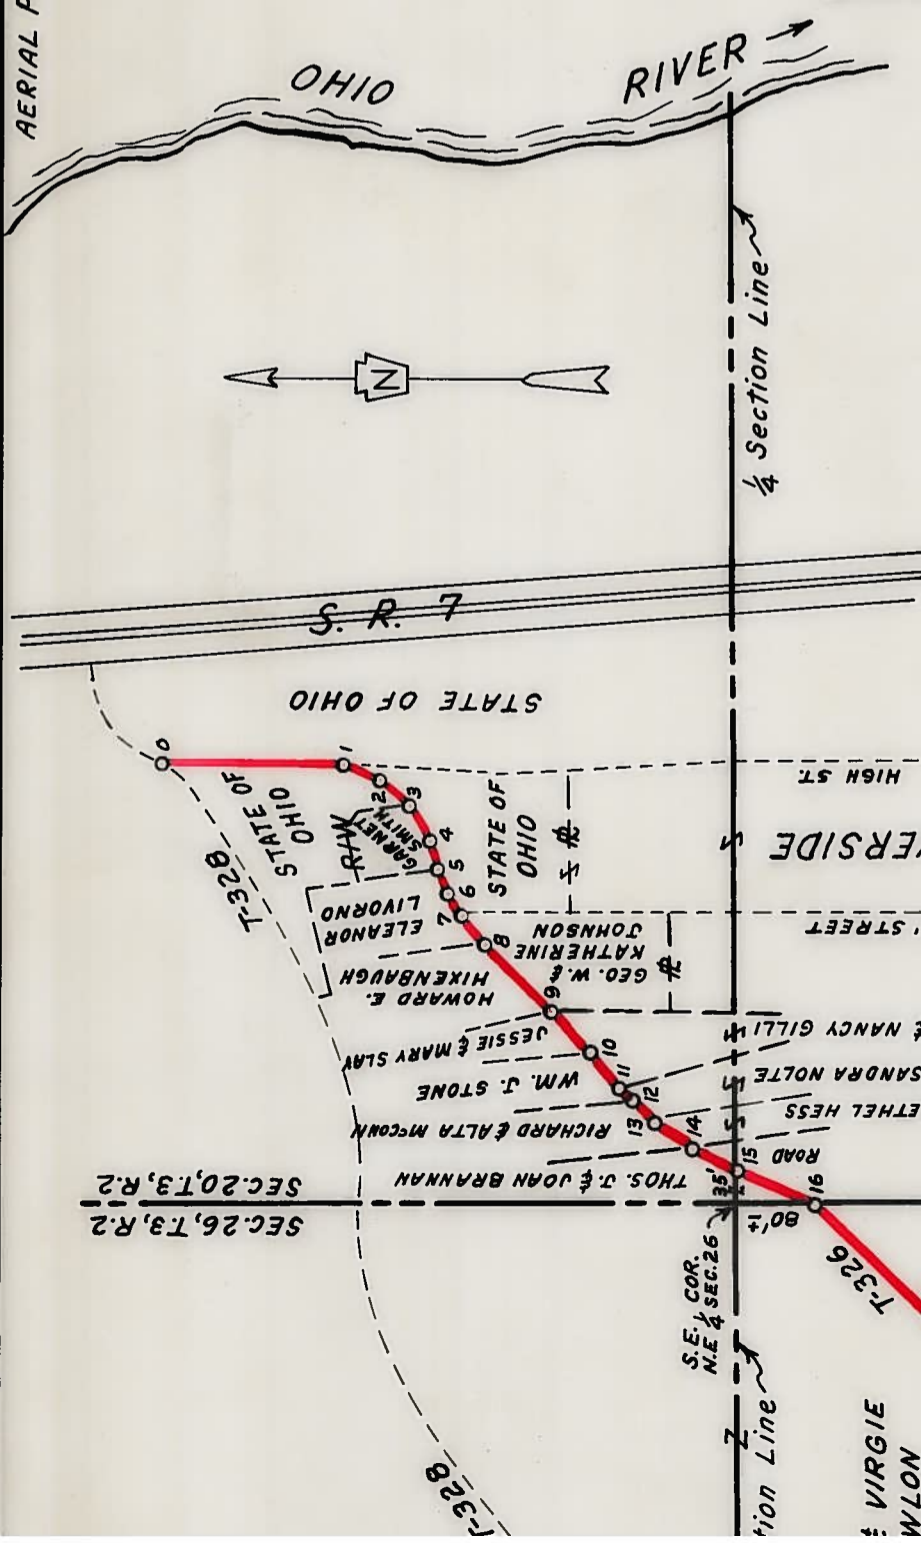 AERIAL P
OHIO
RIVER
¼ Section Line
N
S. R. 7
STATE OF OHIO
0
1
2
3
4
5
6
7
8
9
10
11
12
13
14
15
16
T-328
STATE OF
OHIO
R/W
GARNET
SMITH
STATE OF
OHIO
HIGH ST.
ERSIDE
ELEANOR
LIVORNO
HOWARD E.
HIXENBAUGH
GEO. W. &
KATHERINE
JOHNSON
' STREET
JESSIE & MARY SLAY
WM. J. STONE
RICHARD & ALTA McCONN
THOS. J. & JOAN BRANNAN
& NANCY GILLI
SANDRA NOLTE
ETHEL HESS
ROAD
SEC. 20, T.3, R.2
SEC. 26, T.3, R.2
35'
80'±
S.E. COR.
N.E ¼ SEC. 26
T-326
T-328
tion Line
& VIRGIE
WLON